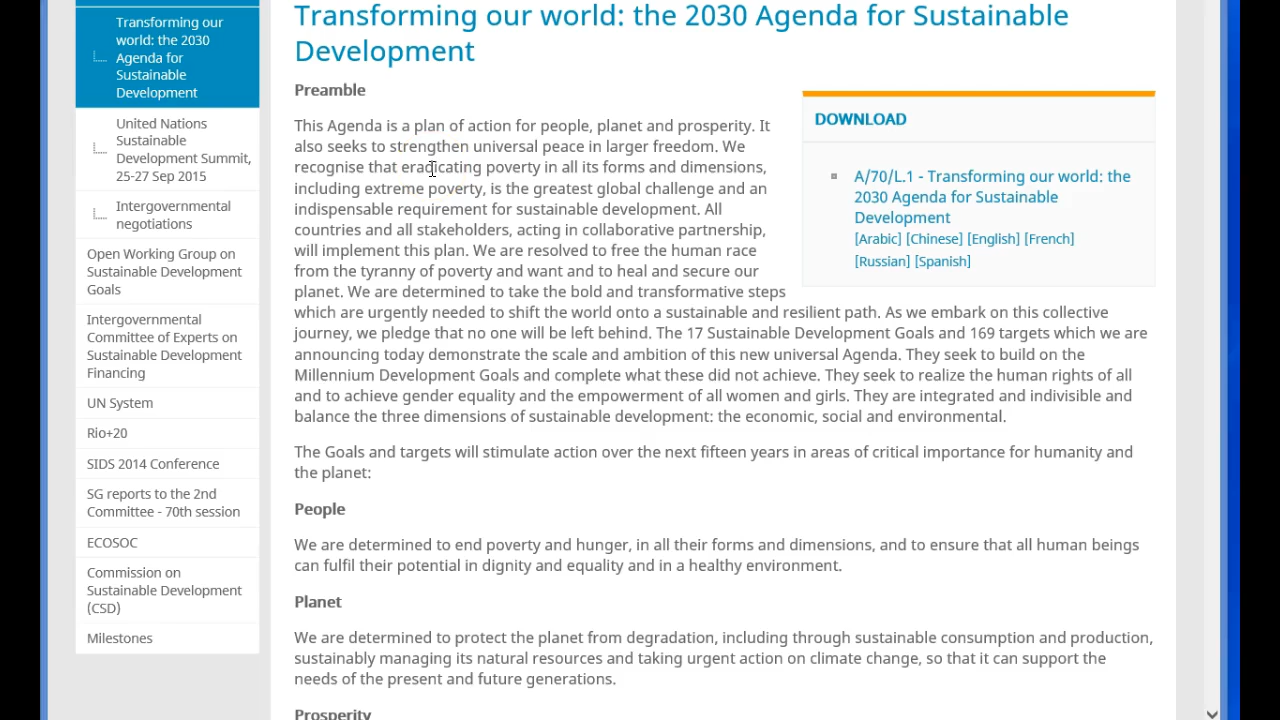 Transforming our
world: the 2030
Agenda for
Sustainable
Development
United Nations
Sustainable
Development Summit,
25-27 Sep 2015
Intergovernmental
negotiations
Open Working Group on
Sustainable Development
Goals
Intergovernmental
Committee of Experts on
Sustainable Development
Financing
UN System
Rio+20
SIDS 2014 Conference
SG reports to the 2nd
Committee - 70th session
ECOSOC
Commission on
Sustainable Development
(CSD)
Milestones
Transforming our world: the 2030 Agenda for Sustainable
Development
Preamble
This Agenda is a plan of action for people, planet and prosperity. It
also seeks to strengthen universal peace in larger freedom. We
recognise that eradicating poverty in all its forms and dimensions,
including extreme poverty, is the greatest global challenge and an
indispensable requirement for sustainable development. All
countries and all stakeholders, acting in collaborative partnership,
will implement this plan. We are resolved to free the human race
from the tyranny of poverty and want and to heal and secure our
planet. We are determined to take the bold and transformative steps
which are urgently needed to shift the world onto a sustainable and resilient path. As we embark on this collective
journey, we pledge that no one will be left behind. The 17 Sustainable Development Goals and 169 targets which we are
announcing today demonstrate the scale and ambition of this new universal Agenda. They seek to build on the
Millennium Development Goals and complete what these did not achieve. They seek to realize the human rights of all
and to achieve gender equality and the empowerment of all women and girls. They are integrated and indivisible and
balance the three dimensions of sustainable development: the economic, social and environmental.
The Goals and targets will stimulate action over the next fifteen years in areas of critical importance for humanity and
the planet:
People
We are determined to end poverty and hunger, in all their forms and dimensions, and to ensure that all human beings
can fulfil their potential in dignity and equality and in a healthy environment.
Planet
We are determined to protect the planet from degradation, including through sustainable consumption and production,
sustainably managing its natural resources and taking urgent action on climate change, so that it can support the
needs of the present and future generations.
Prosperity
DOWNLOAD
A/70/L.1 - Transforming our world: the
2030 Agenda for Sustainable
Development
[Arabic] [Chinese] [English] [French]
[Russian] [Spanish]